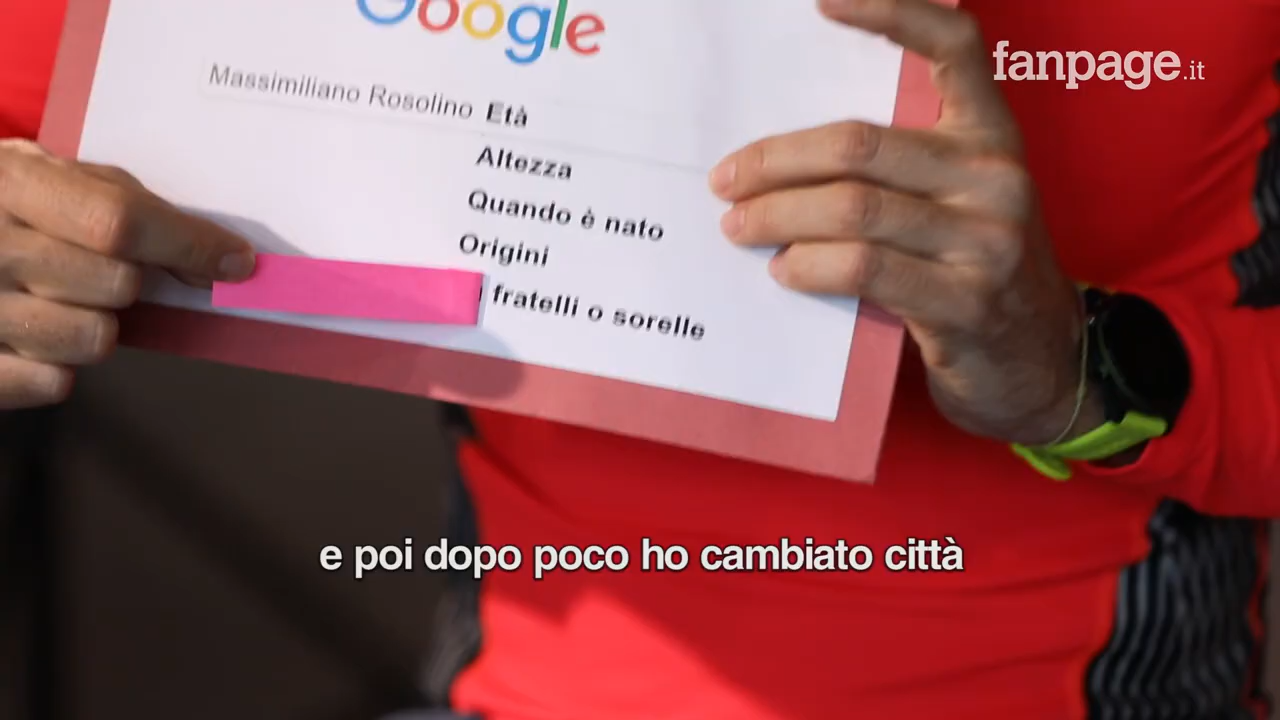 Google
fanpage.it
Massimiliano Rosolino Età
Altezza
Quando è nato
Origini
fratelli o sorelle
e poi dopo poco ho cambiato città